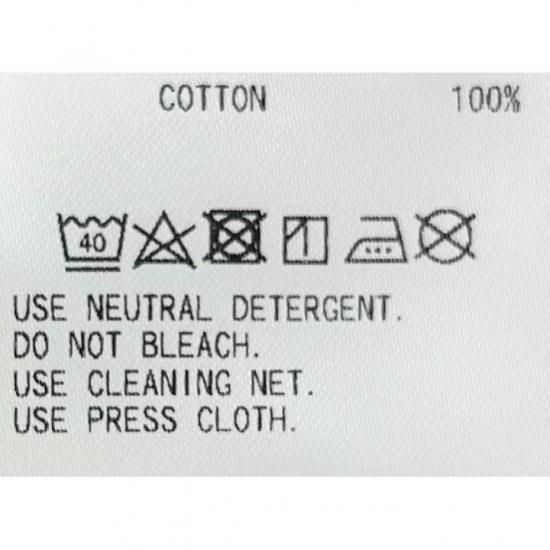 COTTON 100%
40
USE NEUTRAL DETERGENT.
DO NOT BLEACH.
USE CLEANING NET.
USE PRESS CLOTH.